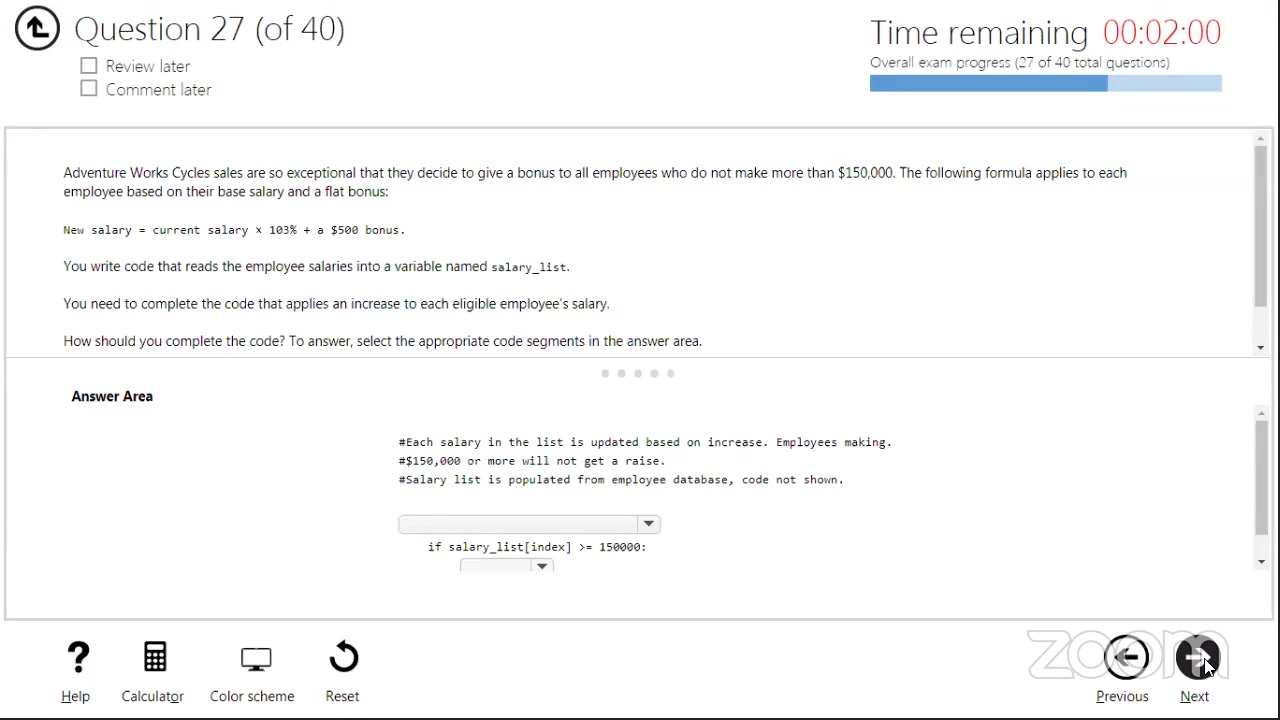 Question 27 (of 40)
Time remaining 00:02:00
Review later
Overall exam progress (27 of 40 total questions)
Comment later
Adventure Works Cycles sales are so exceptional that they decide to give a bonus to all employees who do not make more than $150,000. The following formula applies to each
employee based on their base salary and a flat bonus:
New salary = current salary × 103% + a $500 bonus.
You write code that reads the employee salaries into a variable named salary_list.
You need to complete the code that applies an increase to each eligible employee's salary.
How should you complete the code? To answer, select the appropriate code segments in the answer area.
Answer Area
#Each salary in the list is updated based on increase. Employees making.
#$150,000 or more will not get a raise.
#Salary list is populated from employee database, code not shown.
if salary_list[index] >= 150000:
zoom
Help Calculator Color scheme Reset Previous Next